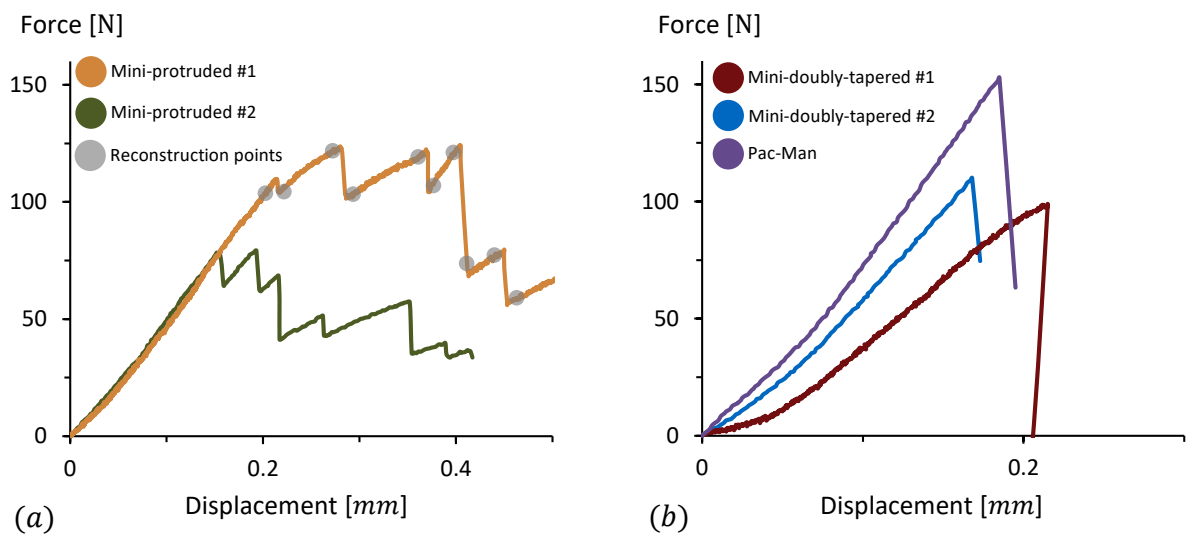 Force [N]
150
100
50
0
Mini-protruded #1
Mini-protruded #2
Reconstruction points
0
0.2
0.4
Displacement [mm]
(a)
Force [N]
150
100
50
0
Mini-doubly-tapered #1
Mini-doubly-tapered #2
Pac-Man
0
0.2
Displacement [mm]
(b)